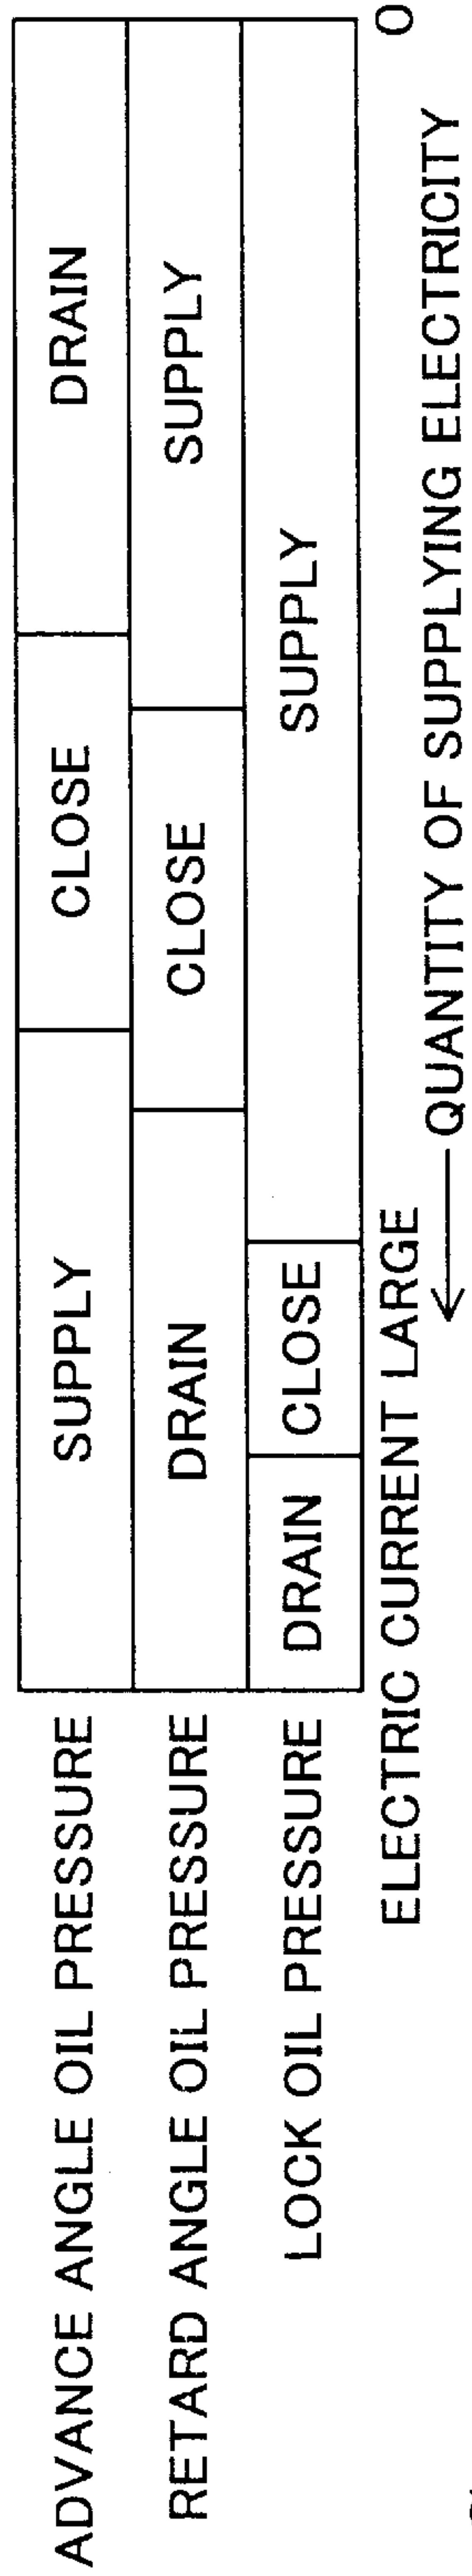 ADVANCE ANGLE OIL PRESSURE SUPPLY CLOSE DRAIN
RETARD ANGLE OIL PRESSURE DRAIN CLOSE SUPPLY
LOCK OIL PRESSURE DRAIN CLOSE SUPPLY
ELECTRIC CURRENT LARGE 0
← QUANTITY OF SUPPLYING ELECTRICITY